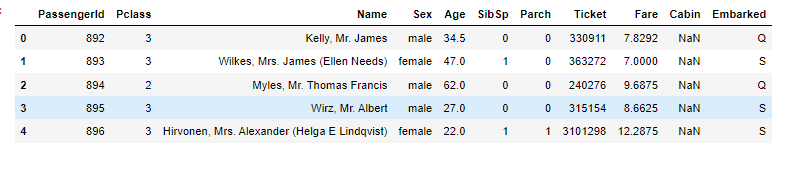 PassengerId Pclass Name Sex Age SibSp Parch Ticket Fare Cabin Embarked
0 892 3 Kelly, Mr. James male 34.5 0 0 330911 7.8292 NaN Q
1 893 3 Wilkes, Mrs. James (Ellen Needs) female 47.0 1 0 363272 7.0000 NaN S
2 894 2 Myles, Mr. Thomas Francis male 62.0 0 0 240276 9.6875 NaN Q
3 895 3 Wirz, Mr. Albert male 27.0 0 0 315154 8.6625 NaN S
4 896 3 Hirvonen, Mrs. Alexander (Helga E Lindqvist) female 22.0 1 1 3101298 12.2875 NaN S